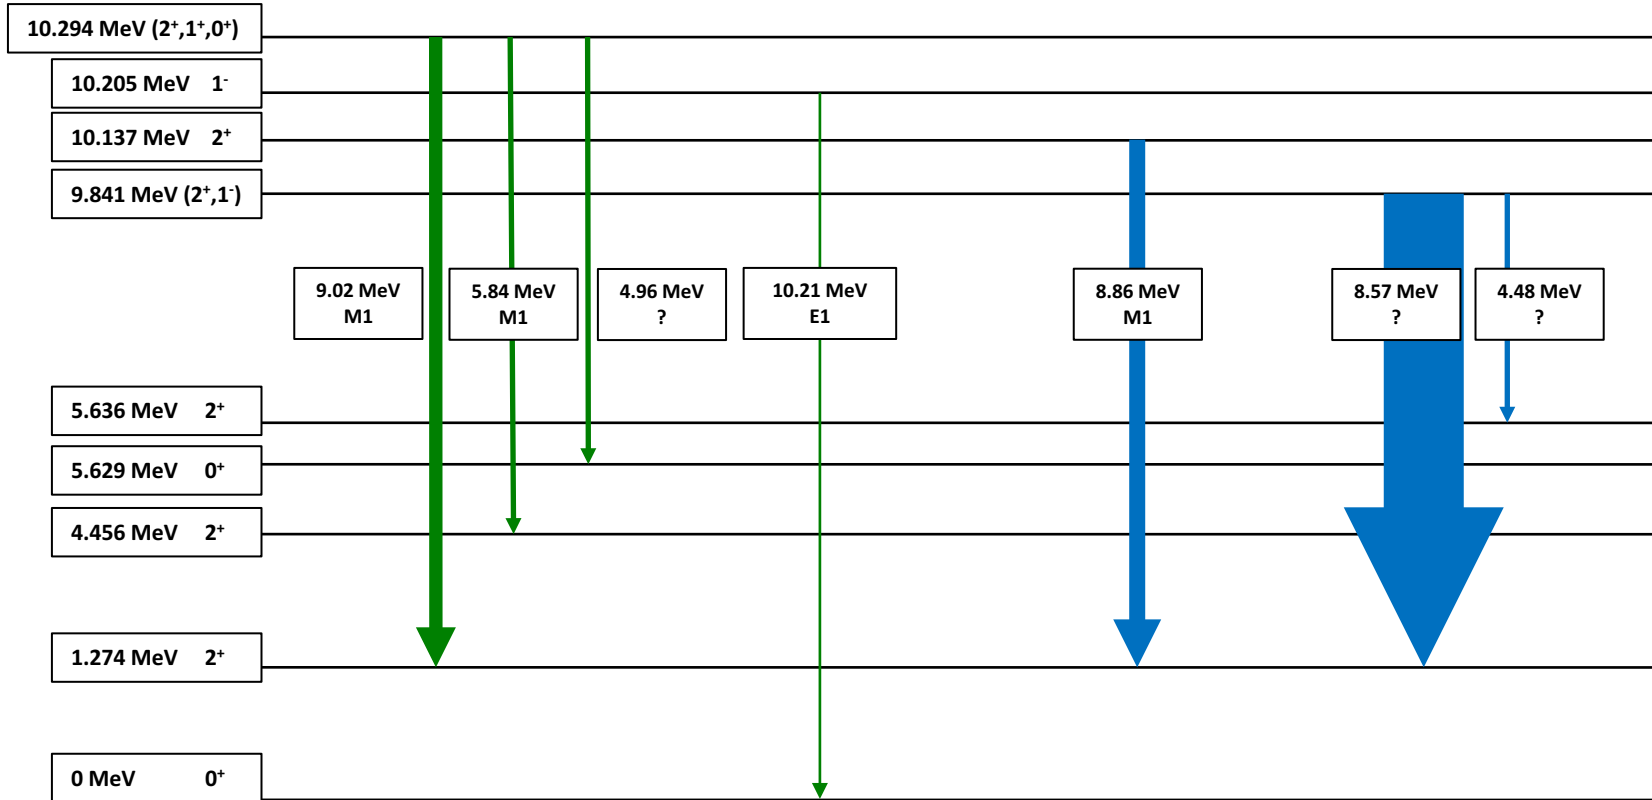 10.294 MeV (2⁺,1⁺,0⁺)
10.205 MeV 1⁻
10.137 MeV 2⁺
9.841 MeV (2⁺,1⁻)
9.02 MeV
M1
5.84 MeV
M1
4.96 MeV
?
10.21 MeV
E1
8.86 MeV
M1
8.57 MeV
?
4.48 MeV
?
5.636 MeV 2⁺
5.629 MeV 0⁺
4.456 MeV 2⁺
1.274 MeV 2⁺
0 MeV 0⁺